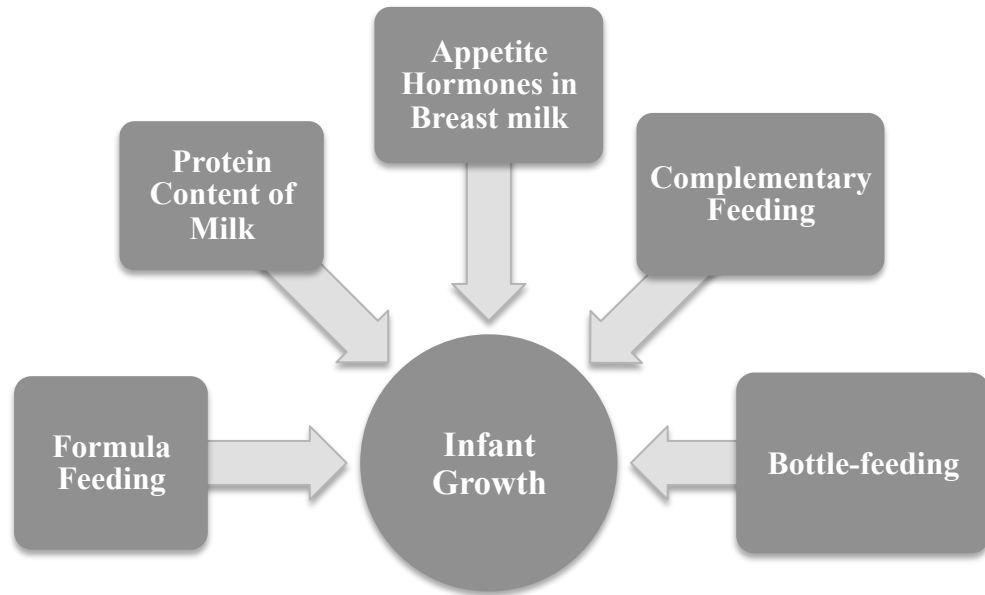 Appetite
Hormones in
Breast milk
Protein
Content of
Milk
Complementary
Feeding
Formula
Feeding
Infant
Growth
Bottle-feeding